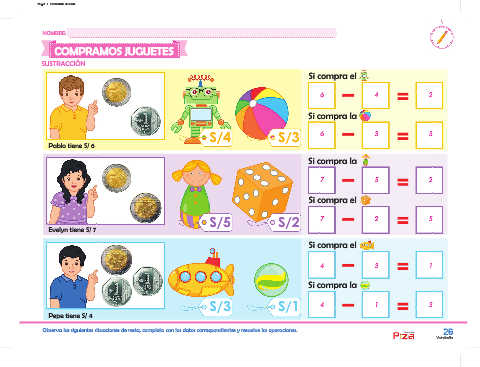 NOMBRE:
COMPRAMOS JUGUETES
SUSTRACCIÓN
Pablo tiene S/ 6
S/4
S/3
Si compra el
6 – 4 = 2
Si compra la
6 – 3 = 3
Evelyn tiene S/ 7
S/5
S/2
Si compra la
7 – 5 = 2
Si compra la
7 – 2 = 5
Pepe tiene S/ 4
S/3
S/1
Si compra el
4 – 3 = 1
Si compra la
4 – 1 = 3
Observa las siguientes situaciones de resta, completa con los datos correspondientes y resuelve las operaciones.
Pizza
26
Veintiséis